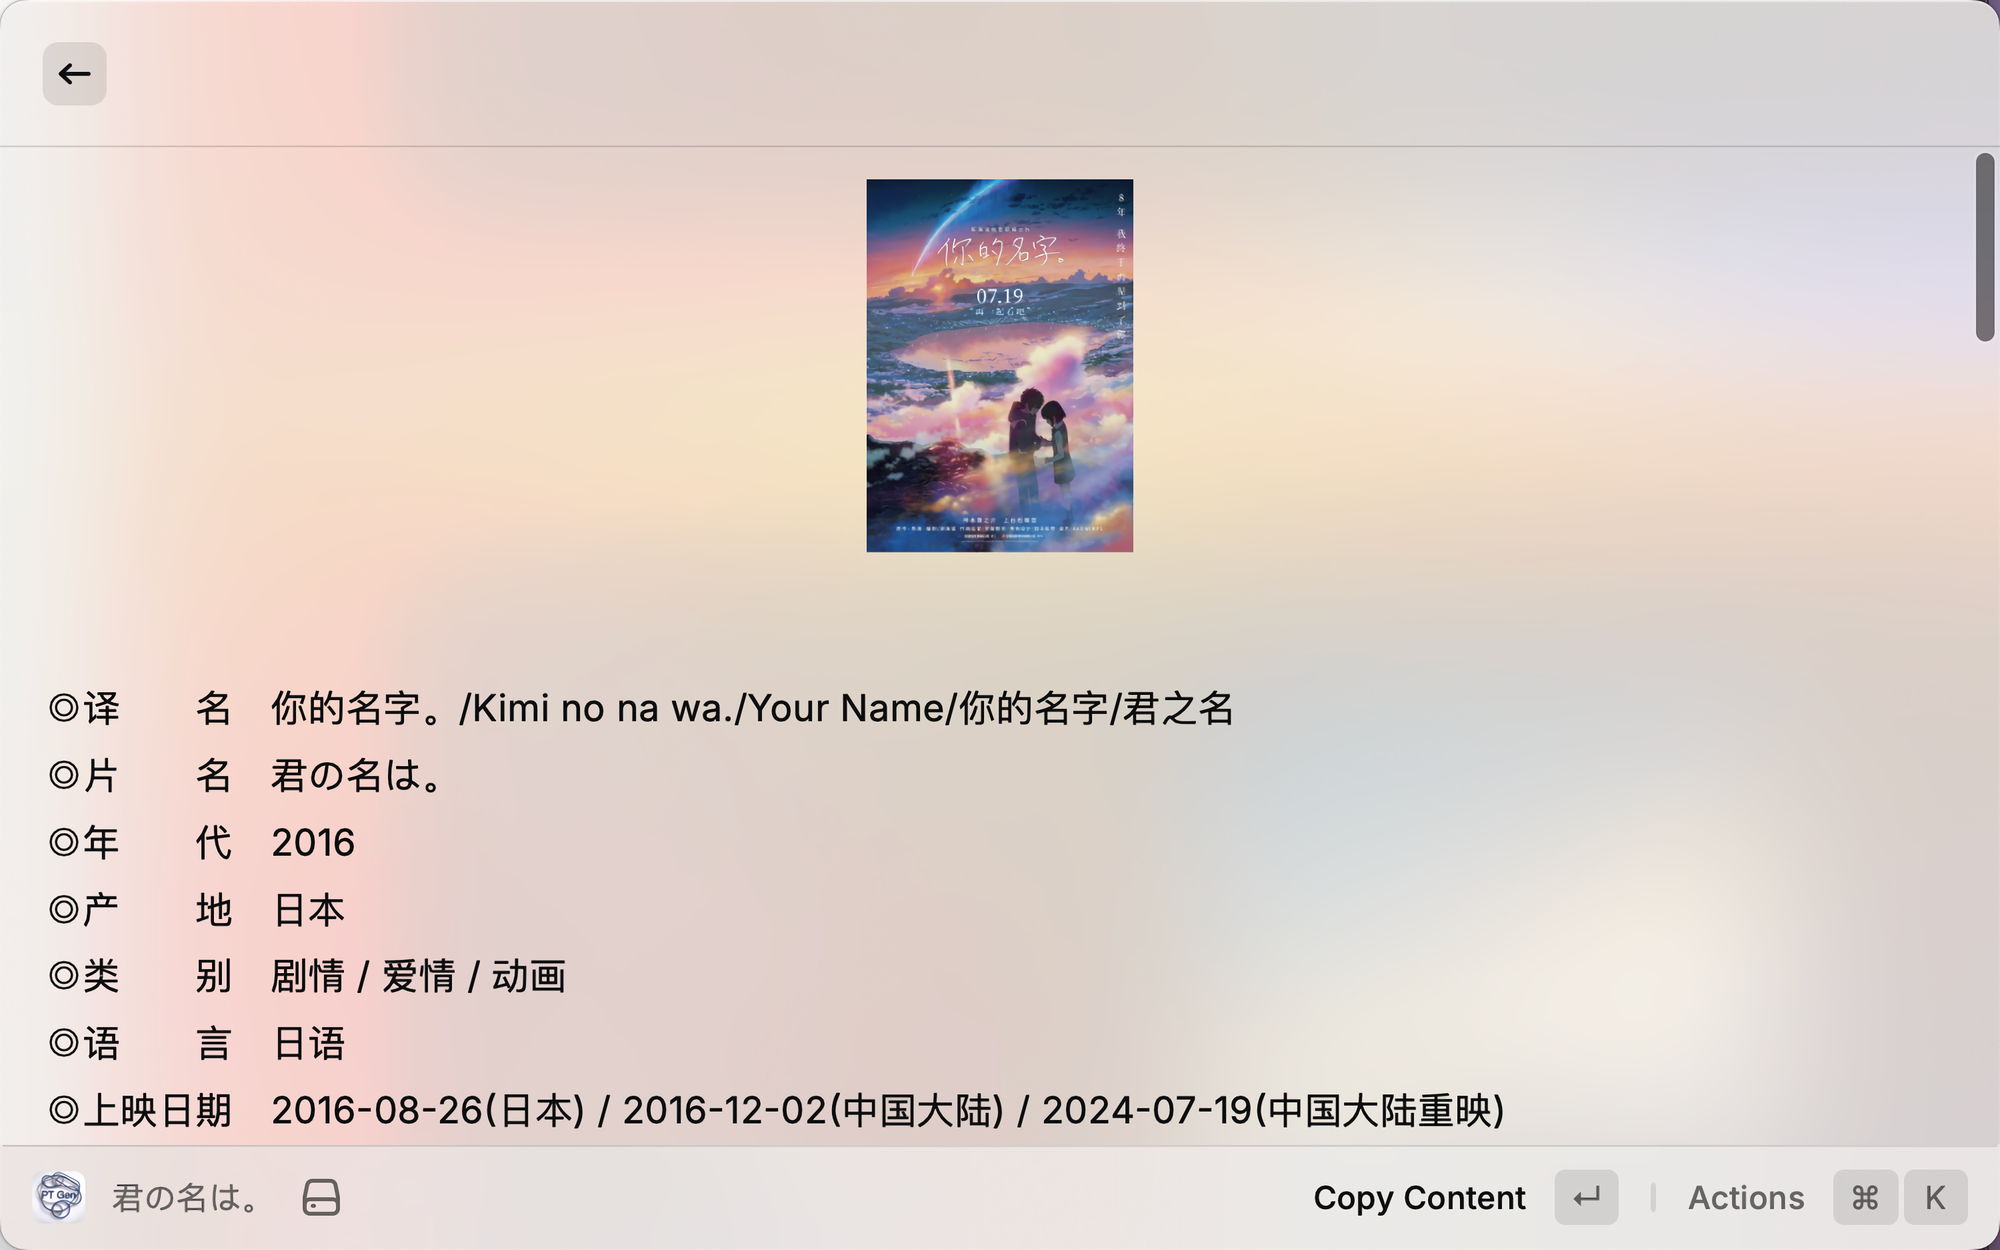 你的名字。
07.19
◎译　　名　你的名字。/Kimi no na wa./Your Name/你的名字/君之名
◎片　　名　君の名は。
◎年　　代　2016
◎产　　地　日本
◎类　　别　剧情 / 爱情 / 动画
◎语　　言　日语
◎上映日期　2016-08-26(日本) / 2016-12-02(中国大陆) / 2024-07-19(中国大陆重映)
PT Gen 君の名は。 Copy Content ↵ Actions ⌘ K